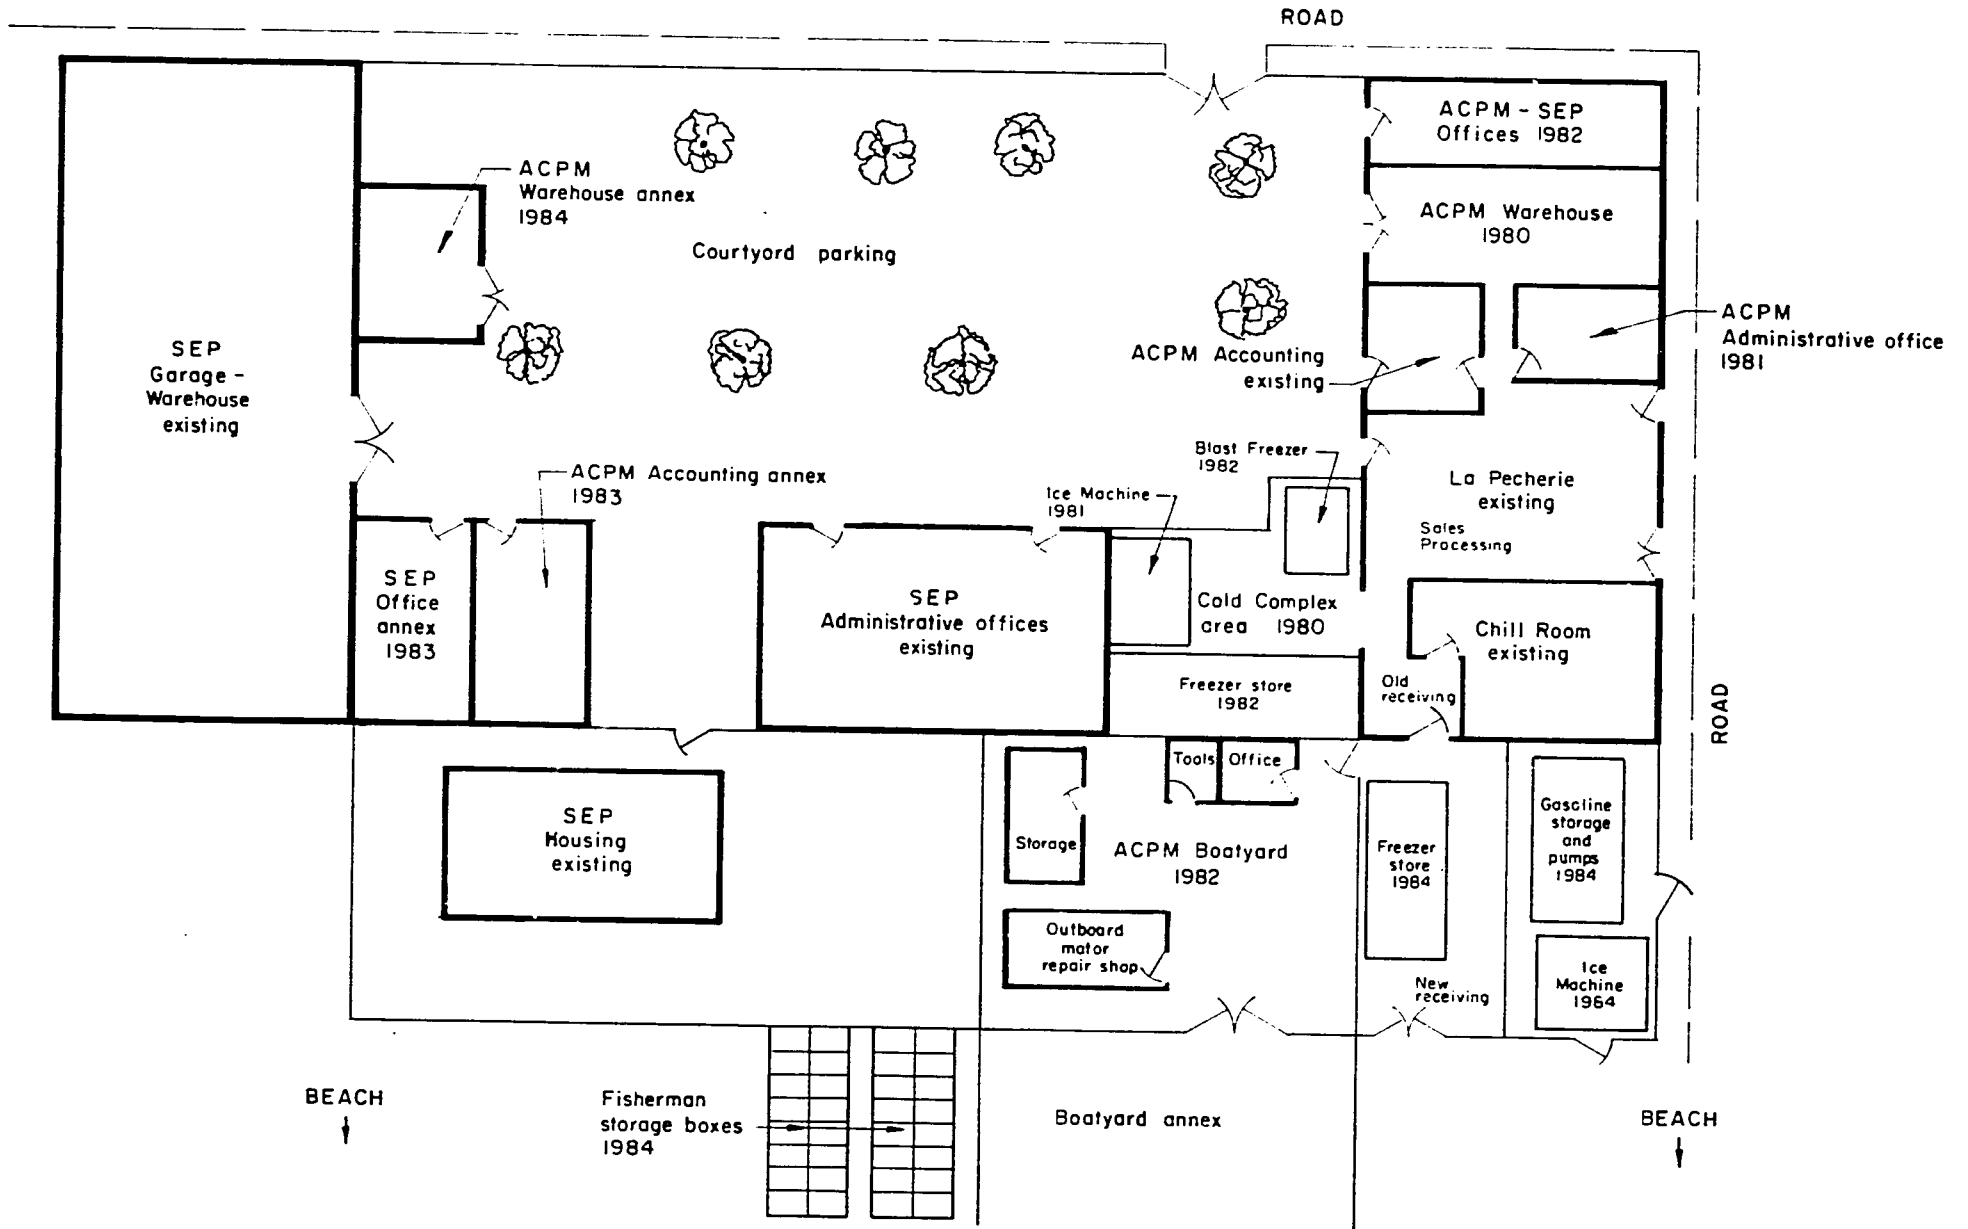 ROAD
ACPM - SEP
Offices 1982
ACPM
Warehouse annex
1984
ACPM Warehouse
1980
Courtyord parking
ACPM
Administrative office
1981
SEP
Garage -
Warehouse
existing
ACPM Accounting
existing
Blast Freezer
1982
La Pecherie
existing
ACPM Accounting annex
1983
Ice Machine
1981
Sales
Processing
SEP
Office
annex
1983
SEP
Administrative offices
existing
Cold Complex
area 1980
Chill Room
existing
Freezer store
1982
Old
receiving
ROAD
Tools
Office
SEP
Housing
existing
Storage
ACPM Boatyard
1982
Freezer
store
1984
Gasoline
storage
and
pumps
1984
Outboard
motor
repair shop
New
receiving
Ice
Machine
1984
BEACH
Fisherman
storage boxes
1984
Boatyard annex
BEACH